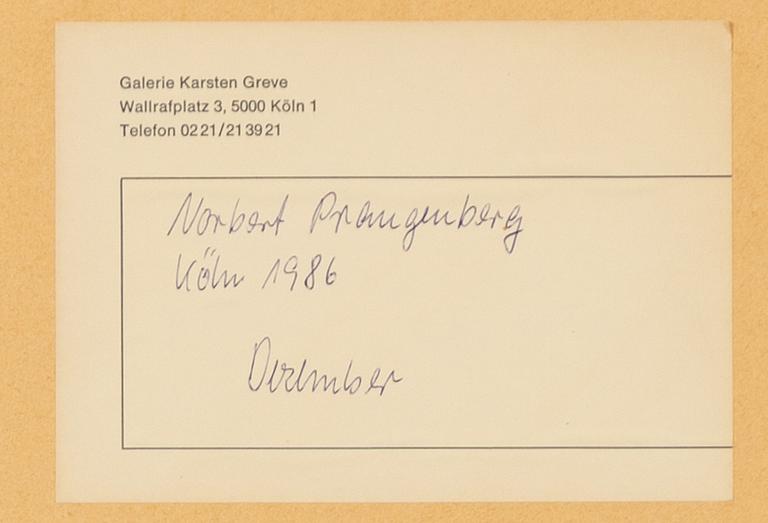 Galerie Karsten Greve
Wallrafplatz 3, 5000 Köln 1
Telefon 0221/213921
Norbert Prangenberg
Köln 1986
Dezember